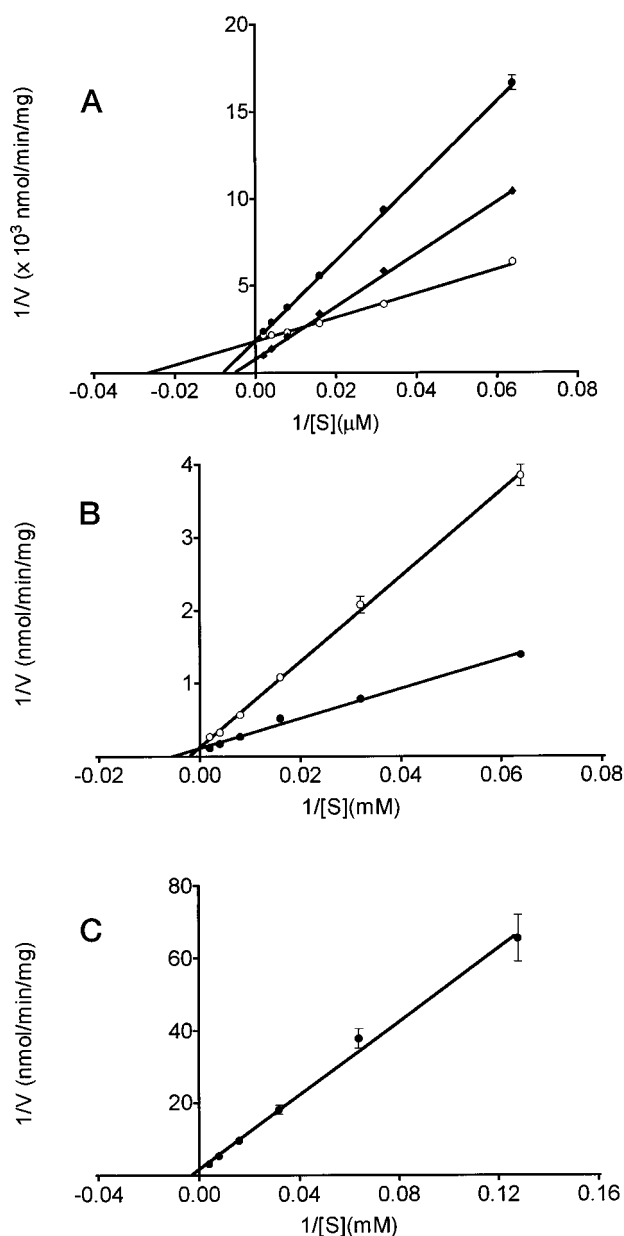 A
1/V (x 10³ nmol/min/mg)
20
15
10
5
-0.04 -0.02 0.00 0.02 0.04 0.06 0.08
1/[S](μM)
B
1/V (nmol/min/mg)
4
3
2
1
-0.02 0.00 0.02 0.04 0.06 0.08
1/[S](mM)
C
1/V (nmol/min/mg)
80
60
40
20
-0.04 0.00 0.04 0.08 0.12 0.16
1/[S](mM)